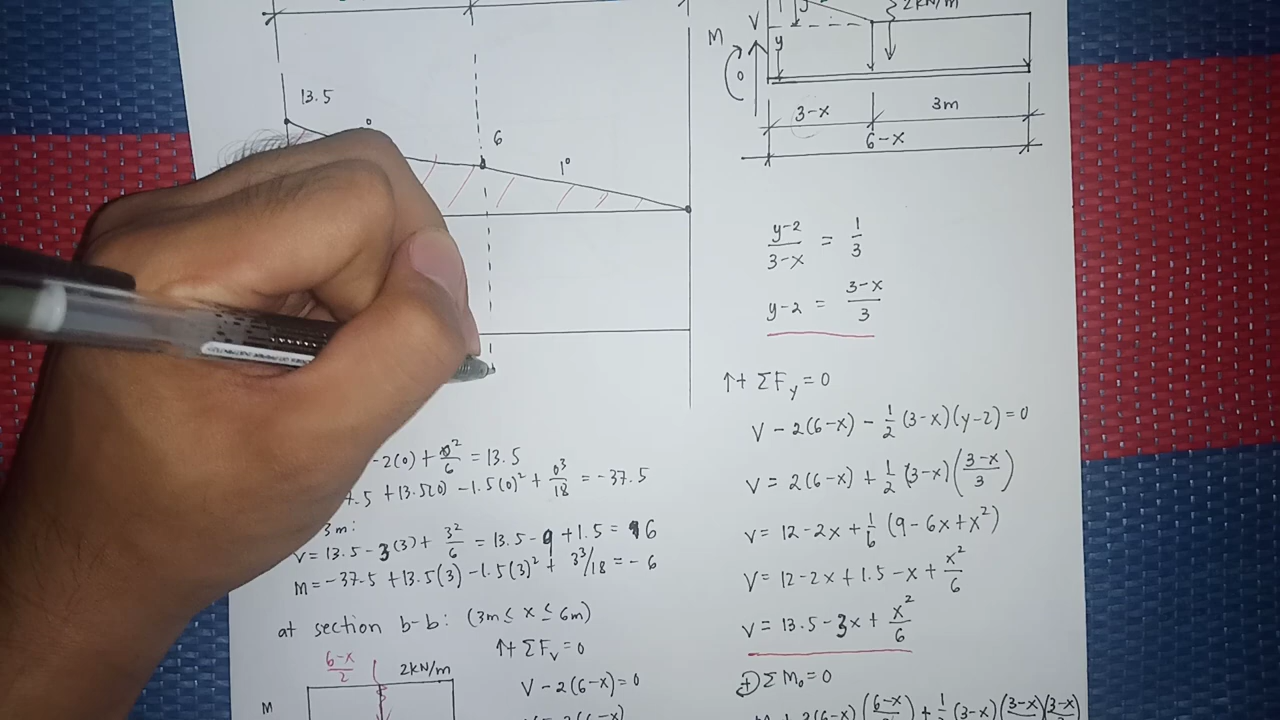 13.5
6
1°
-2(0) + 0²/6 = 13.5
7.5 + 13.5(0) - 1.5(0)² + 0³/18 = -37.5
3m:
V = 13.5 - 3(3) + 3²/6 = 13.5 - 9 + 1.5 = 6
M = -37.5 + 13.5(3) - 1.5(3)² + 3³/18 = -6
at section b-b: (3m ≤ x ≤ 6m)
↑+ ΣFᵥ = 0
6-x/2
2KN/m
V - 2(6-x) = 0
M
2KN/m
V
M
y
0
3-x
3m
6-x
y-2/3-x = 1/3
y-2 = 3-x/3
↑+ ΣFy = 0
V - 2(6-x) - 1/2 (3-x)(y-2) = 0
V = 2(6-x) + 1/2 (3-x)(3-x/3)
V = 12 - 2x + 1/6 (9 - 6x + x²)
V = 12 - 2x + 1.5 - x + x²/6
V = 13.5 - 3x + x²/6
+ ΣM₀ = 0